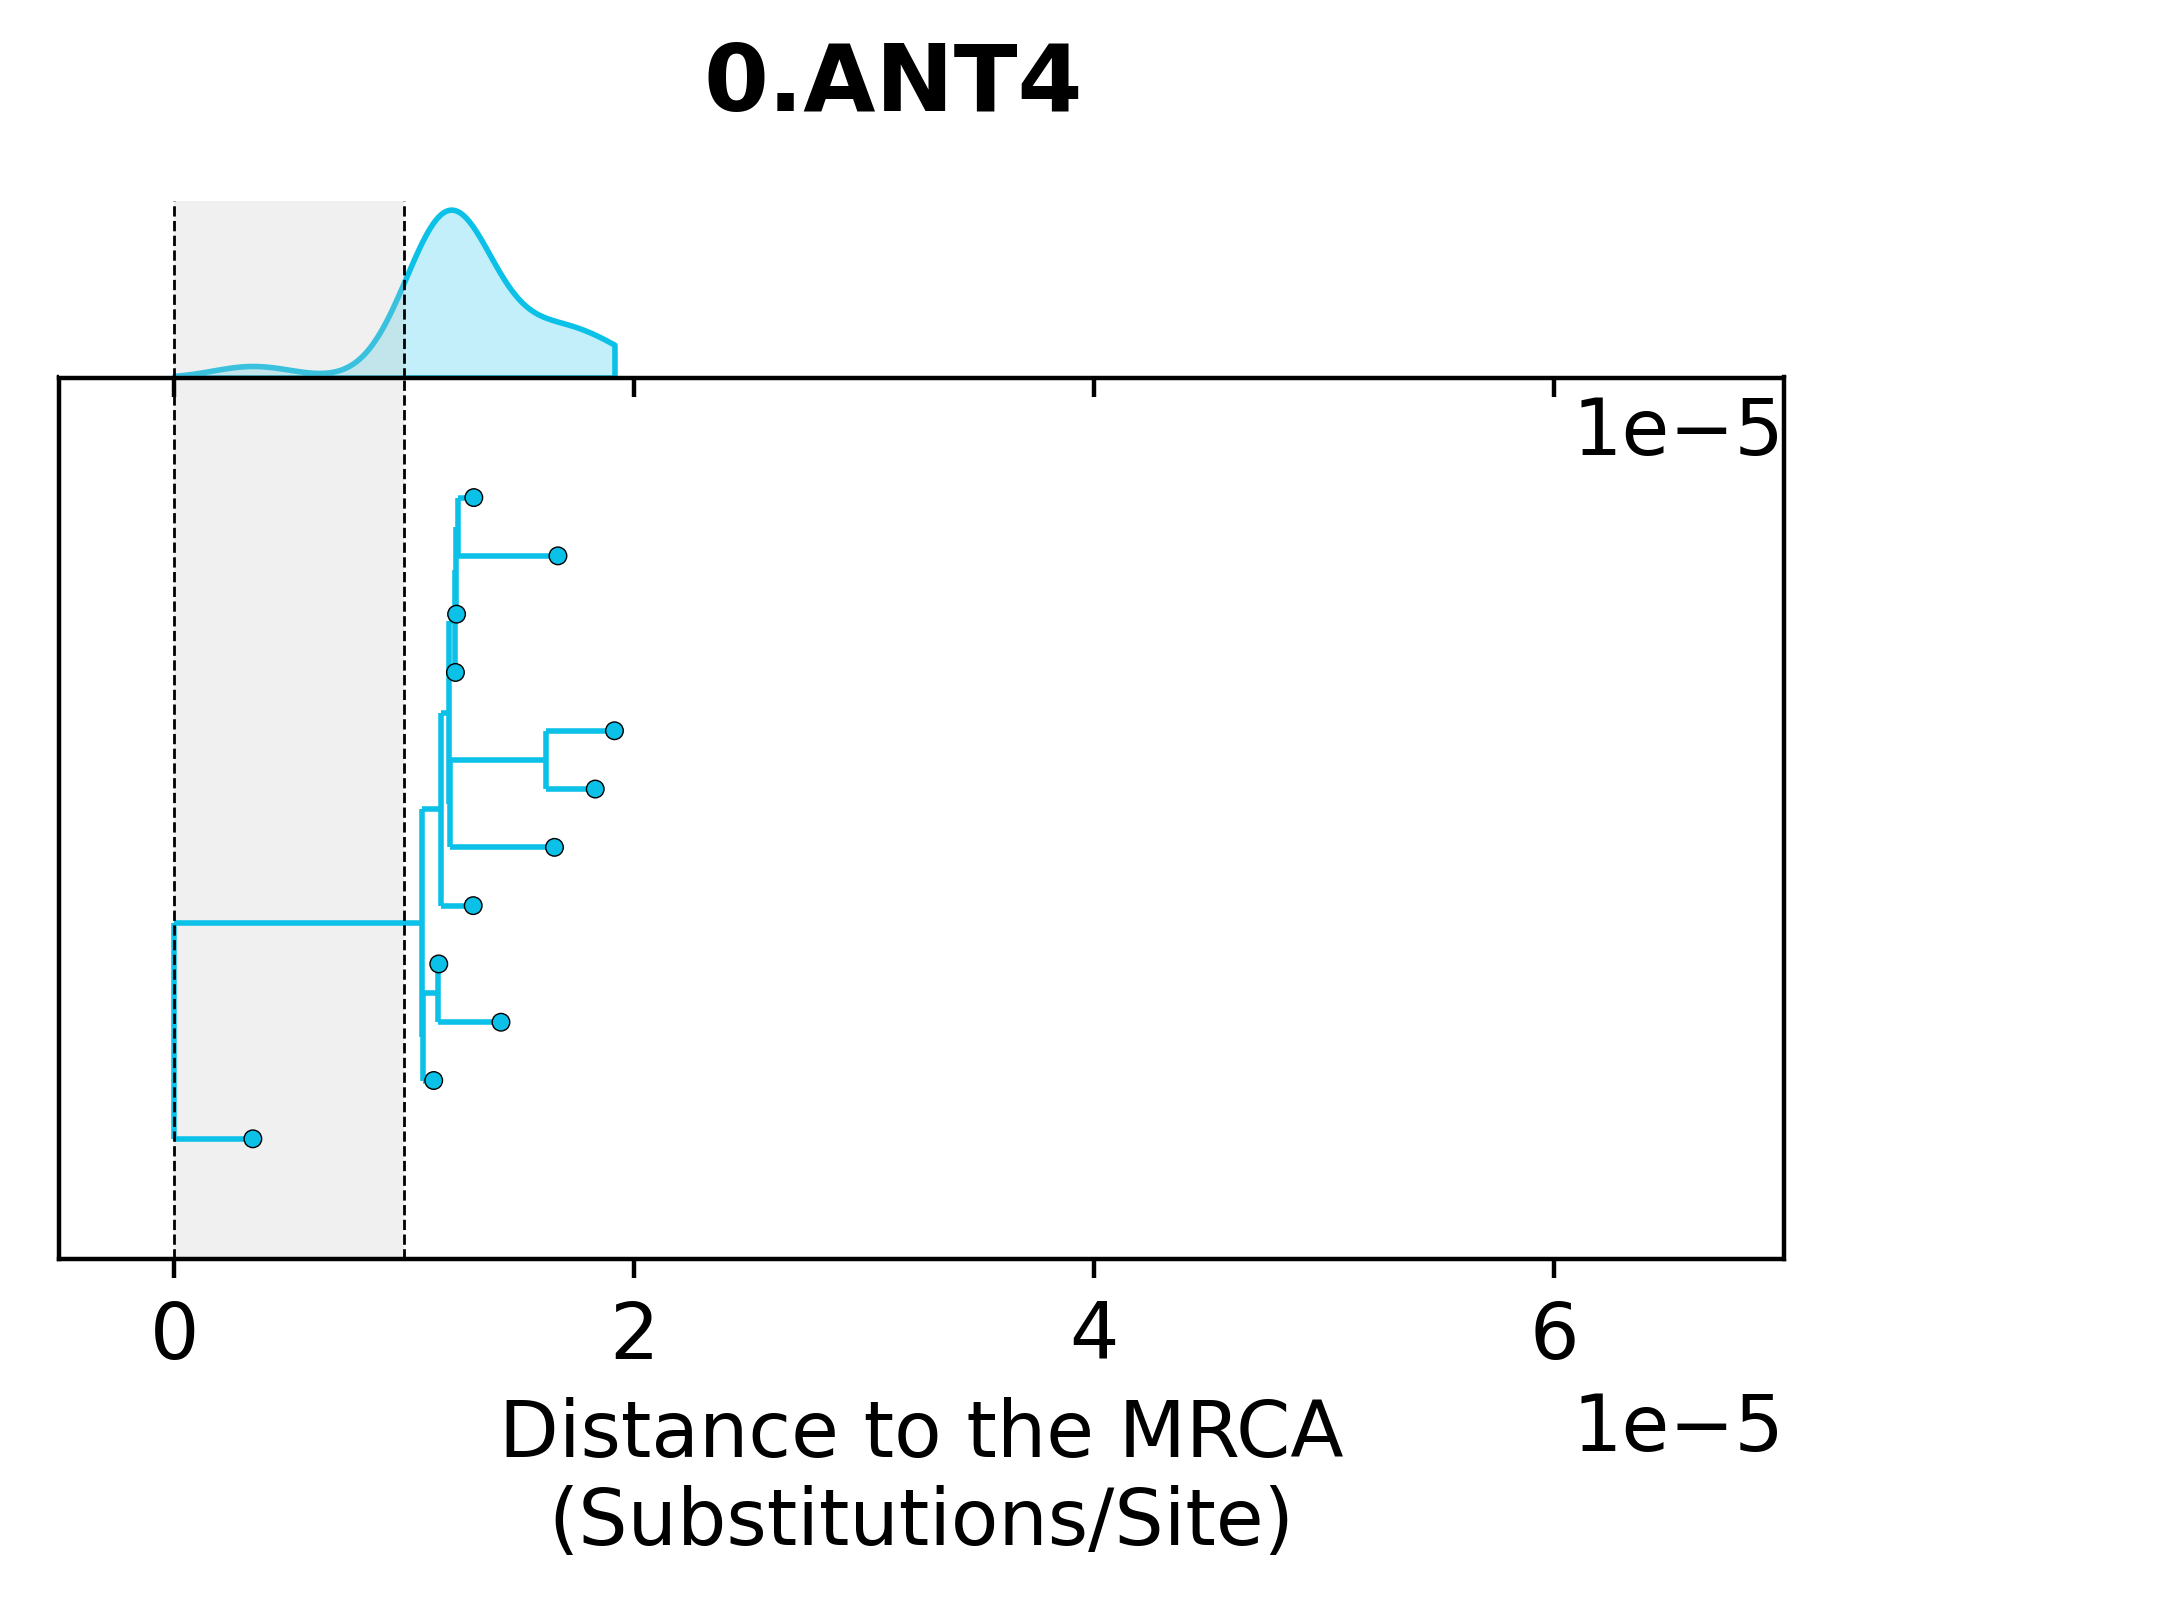 0.ANT4
1e−5
0 2 4 6
1e−5
Distance to the MRCA
(Substitutions/Site)